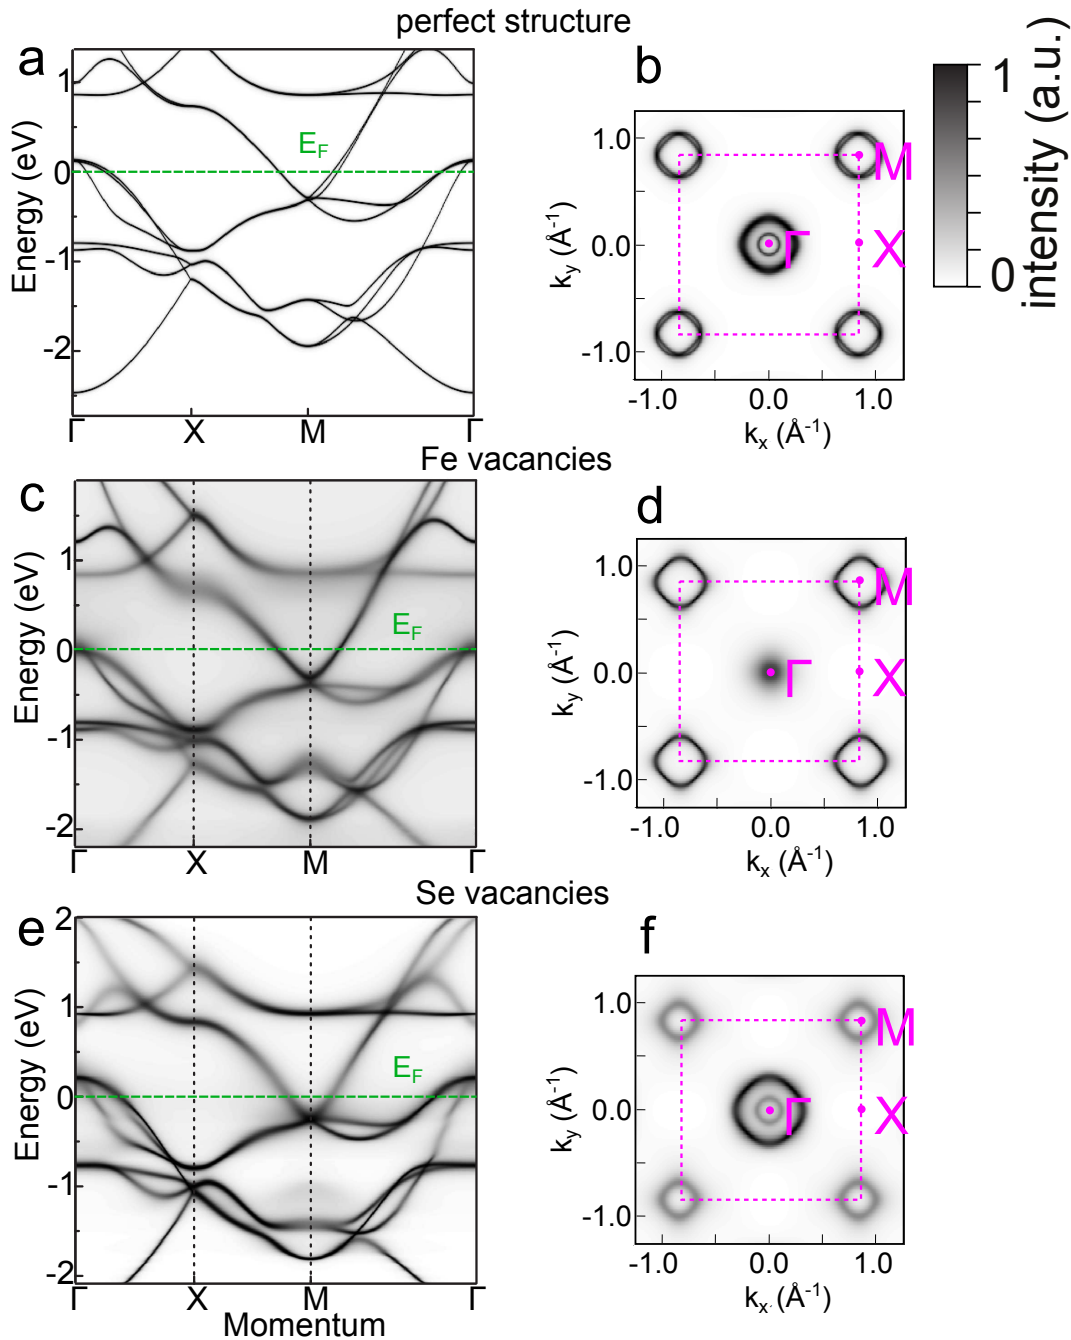 perfect structure
a
b
1
0
-1
-2
Energy (eV)
E_F
Γ X M Γ
1.0
0.0
-1.0
k_y (Å⁻¹)
M
Γ
X
-1.0 0.0 1.0
k_x (Å⁻¹)
1
0
intensity (a.u.)
Fe vacancies
c
d
1
0
-1
-2
Energy (eV)
E_F
Γ X M Γ
1.0
0.0
-1.0
k_y (Å⁻¹)
M
Γ
X
-1.0 0.0 1.0
k_x (Å⁻¹)
Se vacancies
e
f
2
1
0
-1
-2
Energy (eV)
E_F
Γ X M Γ
Momentum
1.0
0.0
-1.0
k_y (Å⁻¹)
M
Γ
X
-1.0 0.0 1.0
k_x (Å⁻¹)